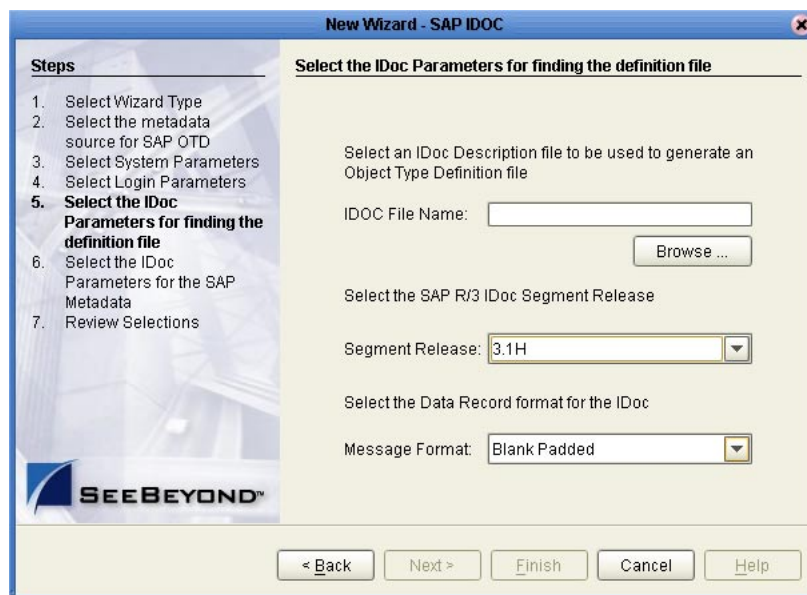 New Wizard - SAP IDOC
Steps
1. Select Wizard Type
2. Select the metadata
source for SAP OTD
3. Select System Parameters
4. Select Login Parameters
5. Select the IDoc
Parameters for finding the
definition file
6. Select the IDoc
Parameters for the SAP
Metadata
7. Review Selections
SEEBEYOND™
Select the IDoc Parameters for finding the definition file
Select an IDoc Description file to be used to generate an
Object Type Definition file
IDOC File Name:
Browse ...
Select the SAP R/3 IDoc Segment Release
Segment Release: 3.1H
Select the Data Record format for the IDoc
Message Format: Blank Padded
< Back Next > Finish Cancel Help